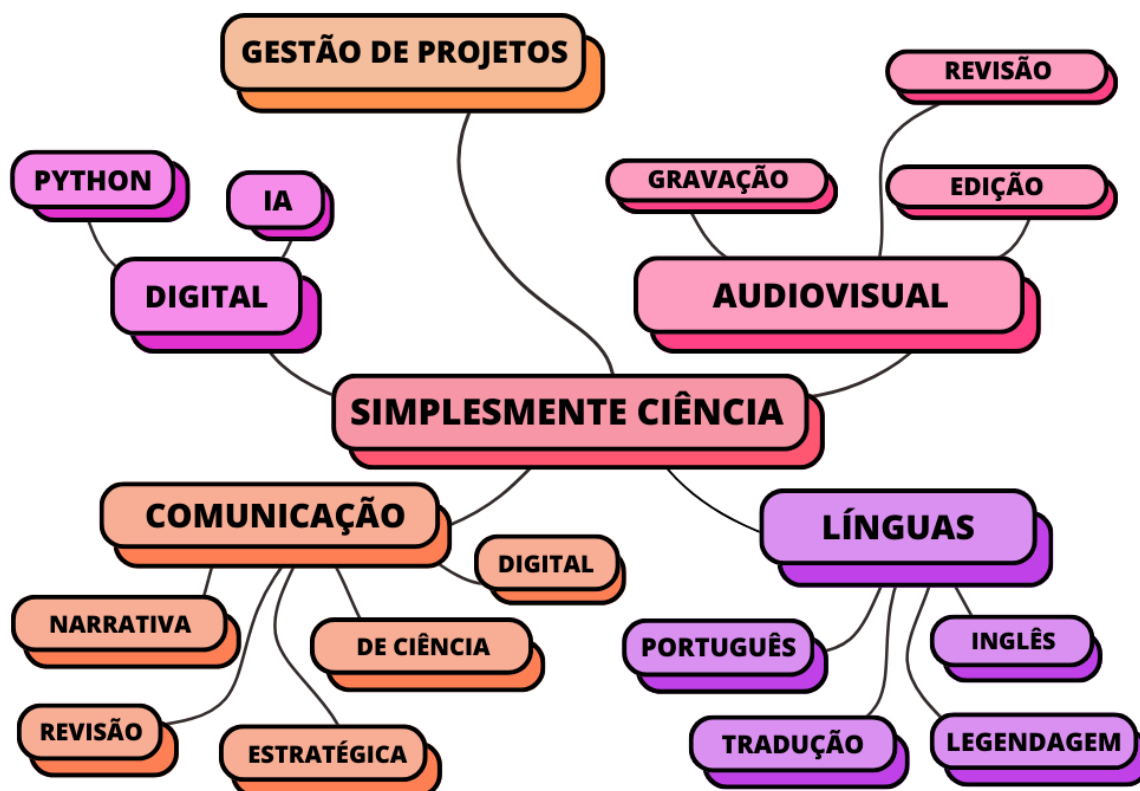 GESTÃO DE PROJETOS
REVISÃO
PYTHON
IA
GRAVAÇÃO
EDIÇÃO
DIGITAL
AUDIOVISUAL
SIMPLESMENTE CIÊNCIA
COMUNICAÇÃO
LÍNGUAS
DIGITAL
NARRATIVA
DE CIÊNCIA
PORTUGUÊS
INGLÊS
REVISÃO
ESTRATÉGICA
TRADUÇÃO
LEGENDAGEM